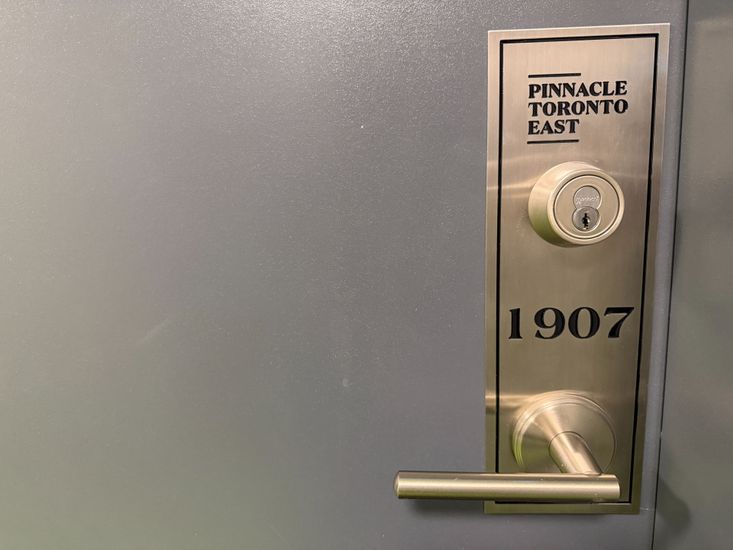 PINNACLE
TORONTO
EAST
1907